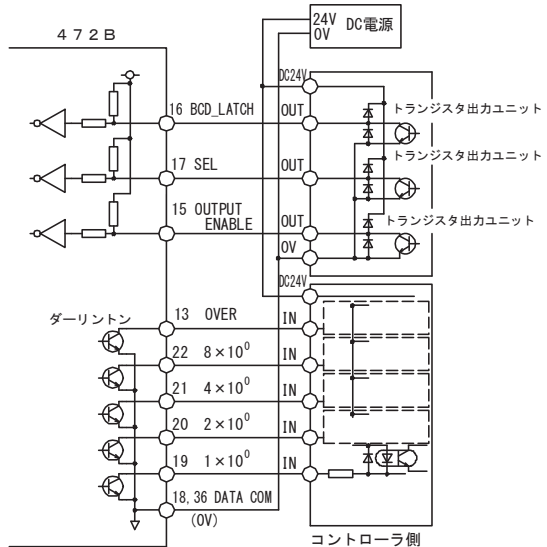 24V
DC電源
0V
472B
DC24V
16 BCD_LATCH
OUT
トランジスタ出力ユニット
17 SEL
OUT
トランジスタ出力ユニット
15 OUTPUT
ENABLE
OUT
トランジスタ出力ユニット
0V
DC24V
ダーリントン
13 OVER
IN
22 8×10⁰
IN
21 4×10⁰
IN
20 2×10⁰
IN
19 1×10⁰
IN
18,36 DATA COM
(0V)
コントローラ側